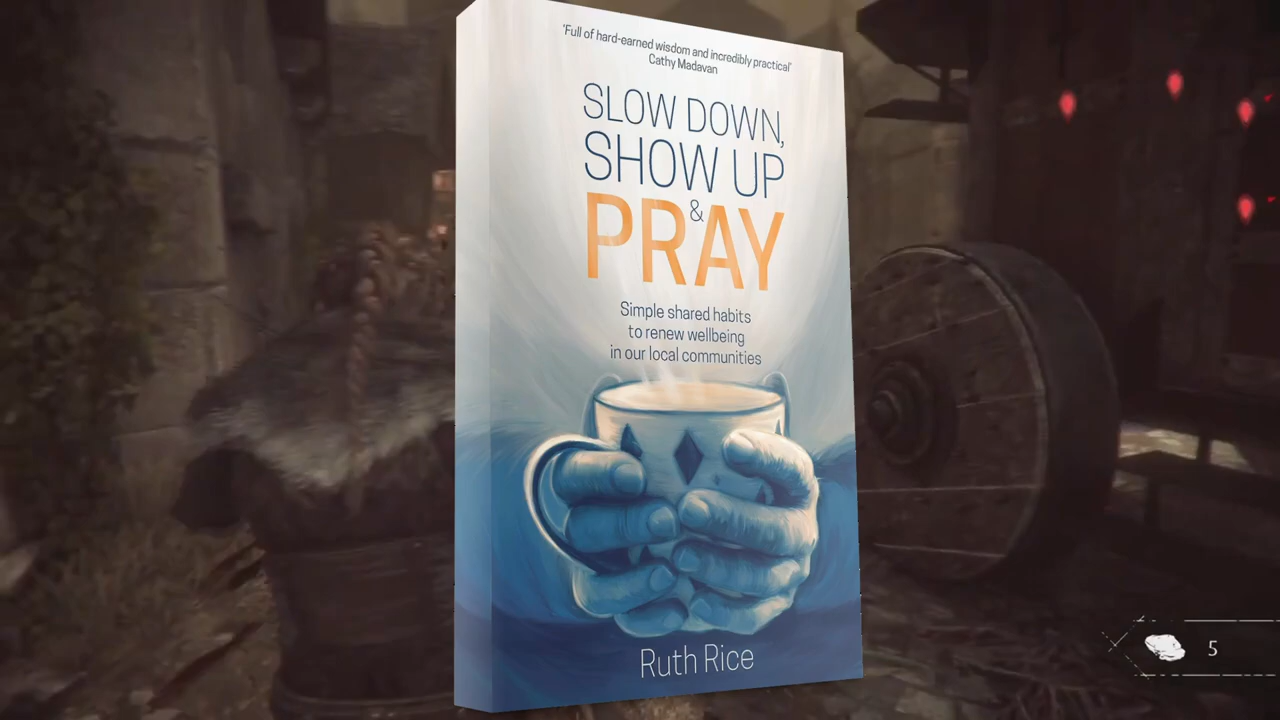 'Full of hard-earned wisdom and incredibly practical'
Cathy Madavan
SLOW DOWN,
SHOW UP
&
PRAY
Simple shared habits
to renew wellbeing
in our local communities
Ruth Rice
5